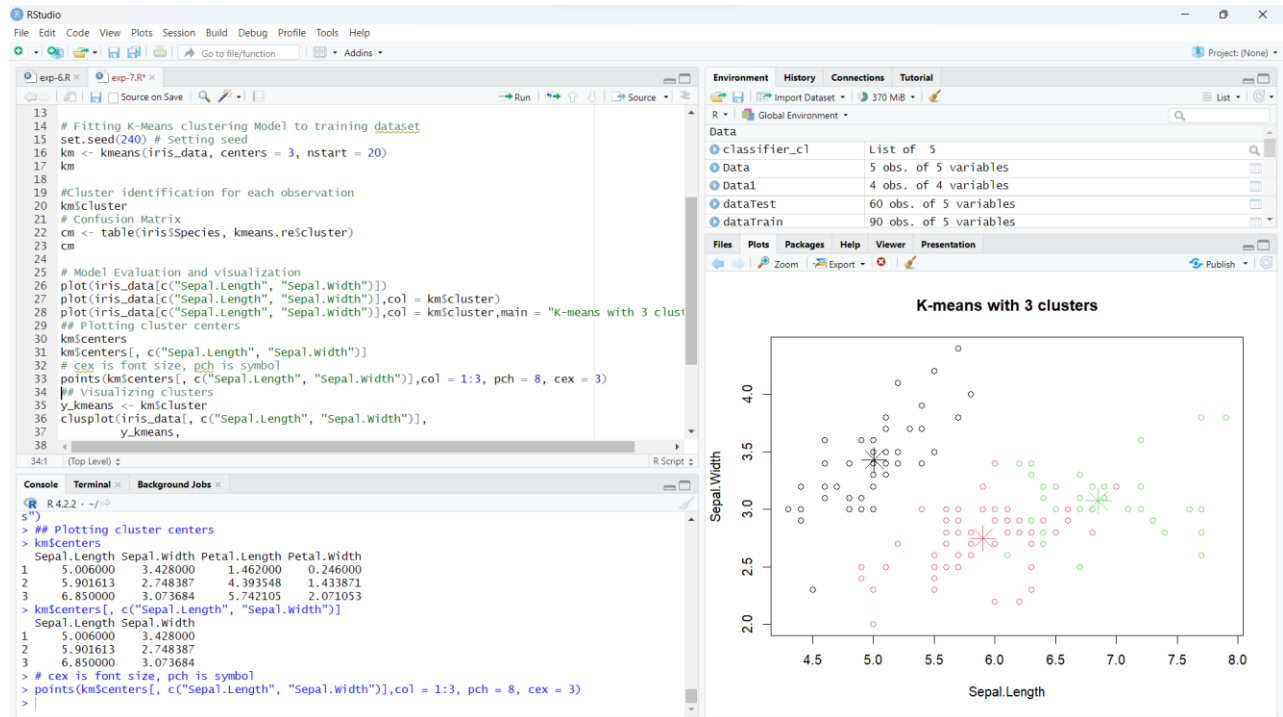 RStudio
File Edit Code View Plots Session Build Debug Profile Tools Help
Go to file/function
Addins
Project: (None)
exp-6.R
exp-7.R*
Source on Save
Run
Source
13
14 # Fitting K-Means clustering Model to training dataset
15 set.seed(240) # Setting seed
16 km <- kmeans(iris_data, centers = 3, nstart = 20)
17 km
18
19 #Cluster identification for each observation
20 km$cluster
21 # Confusion Matrix
22 cm <- table(iris$Species, kmeans.re$cluster)
23 cm
24
25 # Model Evaluation and visualization
26 plot(iris_data[c("Sepal.Length", "Sepal.Width")])
27 plot(iris_data[c("Sepal.Length", "Sepal.Width")],col = km$cluster)
28 plot(iris_data[c("Sepal.Length", "Sepal.Width")],col = km$cluster,main = "K-means with 3 clust
29 ## Plotting cluster centers
30 km$centers
31 km$centers[, c("Sepal.Length", "Sepal.Width")]
32 # cex is font size, pch is symbol
33 points(km$centers[, c("Sepal.Length", "Sepal.Width")],col = 1:3, pch = 8, cex = 3)
34 ## Visualizing clusters
35 y_kmeans <- km$cluster
36 clusplot(iris_data[, c("Sepal.Length", "Sepal.Width")],
37 y_kmeans,
38
34:1 (Top Level) R Script
Console Terminal Background Jobs
R 4.2.2 · ~/
s")
> ## Plotting cluster centers
> km$centers
Sepal.Length Sepal.Width Petal.Length Petal.Width
1 5.006000 3.428000 1.462000 0.246000
2 5.901613 2.748387 4.393548 1.433871
3 6.850000 3.073684 5.742105 2.071053
> km$centers[, c("Sepal.Length", "Sepal.Width")]
Sepal.Length Sepal.Width
1 5.006000 3.428000
2 5.901613 2.748387
3 6.850000 3.073684
> # cex is font size, pch is symbol
> points(km$centers[, c("Sepal.Length", "Sepal.Width")],col = 1:3, pch = 8, cex = 3)
>
Environment History Connections Tutorial
Import Dataset 370 MiB List
R Global Environment
Data
classifier_cl List of 5
Data 5 obs. of 5 variables
Data1 4 obs. of 4 variables
dataTest 60 obs. of 5 variables
dataTrain 90 obs. of 5 variables
Files Plots Packages Help Viewer Presentation
Zoom Export Publish
K-means with 3 clusters
Sepal.Width
4.0
3.5
3.0
2.5
2.0
4.5 5.0 5.5 6.0 6.5 7.0 7.5 8.0
Sepal.Length